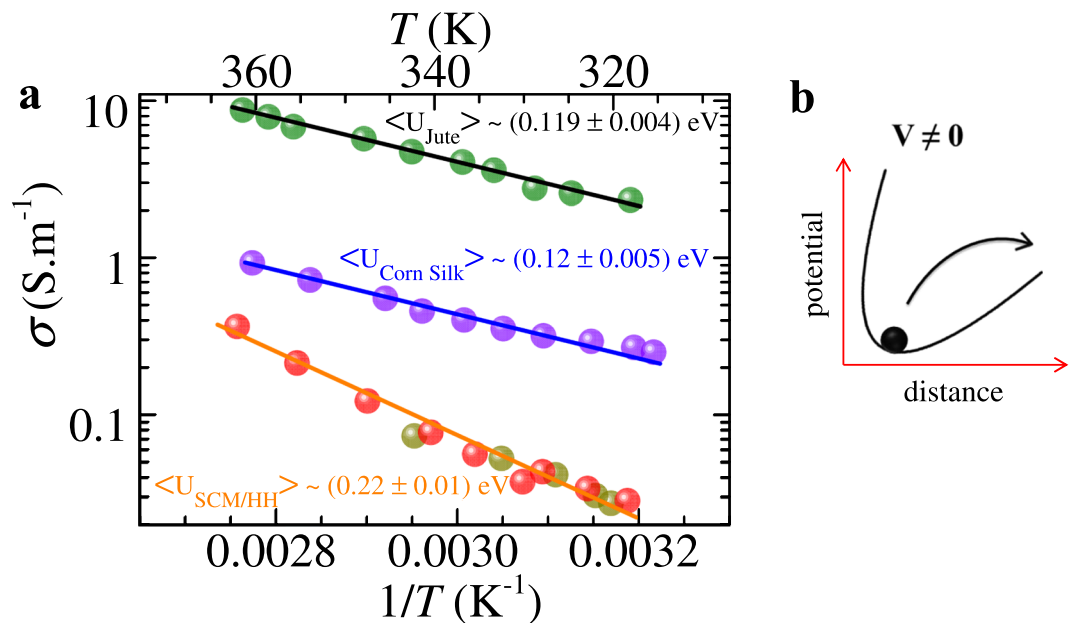 a
T (K)
360 340 320
10
1
0.1
σ (S.m⁻¹)
<U_Jute> ~ (0.119 ± 0.004) eV
<U_Corn Silk> ~ (0.12 ± 0.005) eV
<U_SCM/HH> ~ (0.22 ± 0.01) eV
0.0028 0.0030 0.0032
1/T (K⁻¹)
b
V ≠ 0
potential
distance